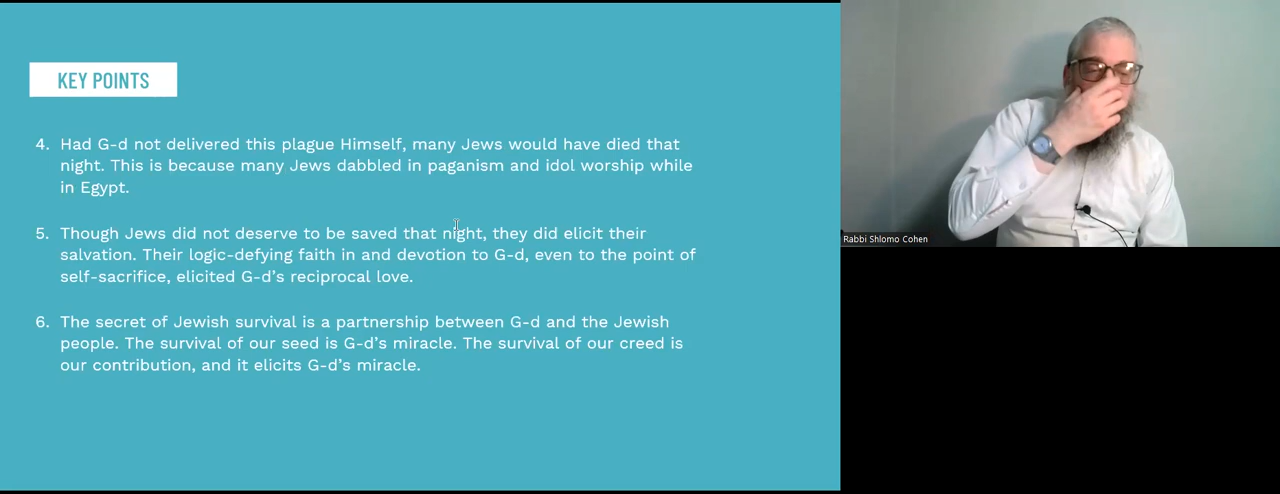 KEY POINTS
4. Had G-d not delivered this plague Himself, many Jews would have died that
night. This is because many Jews dabbled in paganism and idol worship while
in Egypt.
5. Though Jews did not deserve to be saved that night, they did elicit their
salvation. Their logic-defying faith in and devotion to G-d, even to the point of
self-sacrifice, elicited G-d’s reciprocal love.
6. The secret of Jewish survival is a partnership between G-d and the Jewish
people. The survival of our seed is G-d’s miracle. The survival of our creed is
our contribution, and it elicits G-d’s miracle.
Rabbi Shlomo Cohen